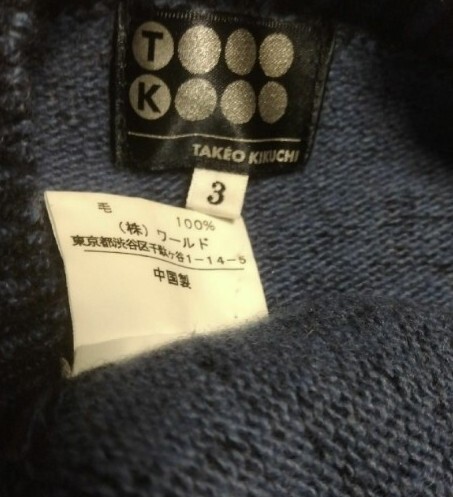 T
K
TAKÉO KIKUCHI
3
毛 100%
(株) ワールド
東京都渋谷区千駄ヶ谷1-14-5
中国製